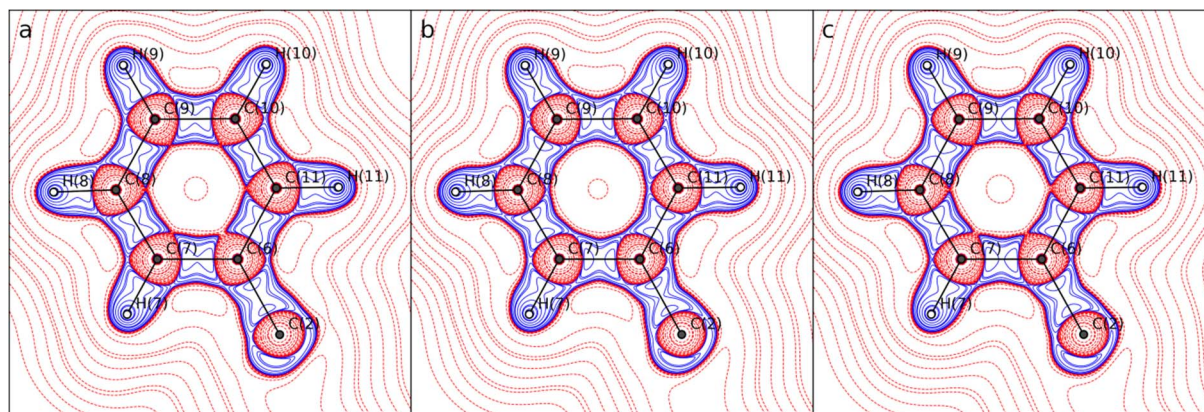 a
H(9)
H(10)
C(9)
C(10)
H(8)
C(8)
C(11)
H(11)
C(7)
C(6)
H(7)
C(2)
b
H(9)
H(10)
C(9)
C(10)
H(8)
C(8)
C(11)
H(11)
C(7)
C(6)
H(7)
C(2)
c
H(9)
H(10)
C(9)
C(10)
H(8)
C(8)
C(11)
H(11)
C(7)
C(6)
H(7)
C(2)